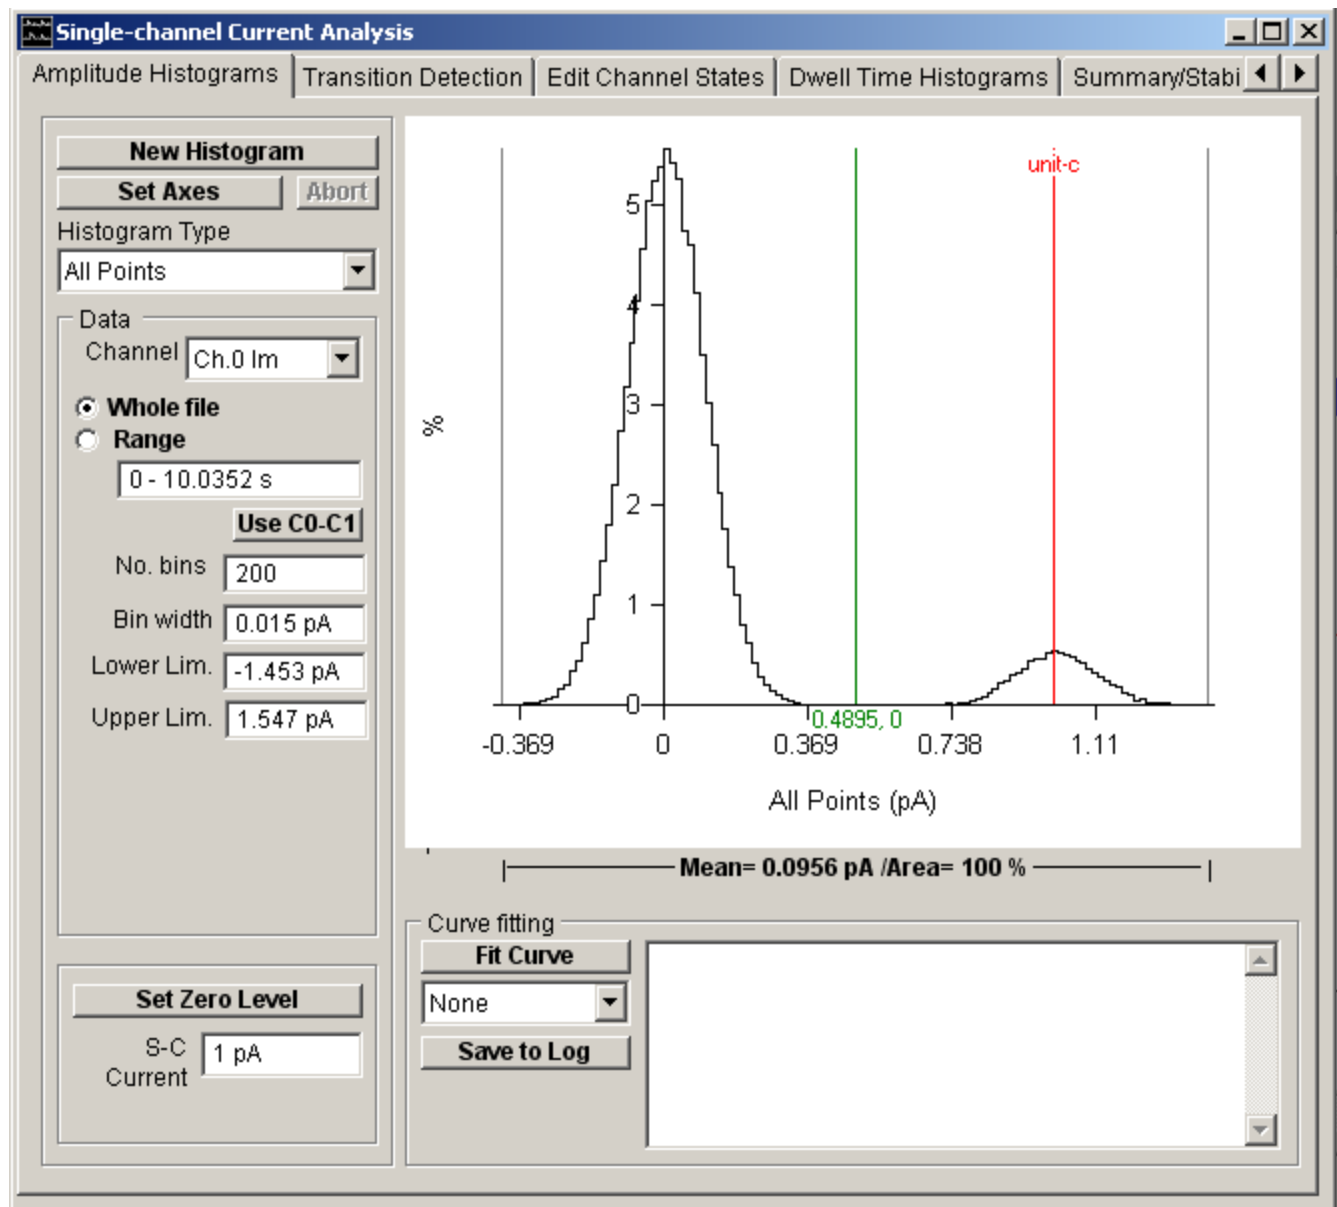 Single-channel Current Analysis
Amplitude Histograms Transition Detection Edit Channel States Dwell Time Histograms Summary/Stabi
New Histogram
Set Axes Abort
Histogram Type
All Points
Data
Channel Ch.0 Im
Whole file
Range
0 - 10.0352 s
Use C0-C1
No. bins 200
Bin width 0.015 pA
Lower Lim. -1.453 pA
Upper Lim. 1.547 pA
Set Zero Level
S-C Current 1 pA
unit-c
%
5
4
3
2
1
0
0.4895, 0
-0.369 0 0.369 0.738 1.11
All Points (pA)
Mean= 0.0956 pA /Area= 100 %
Curve fitting
Fit Curve
None
Save to Log